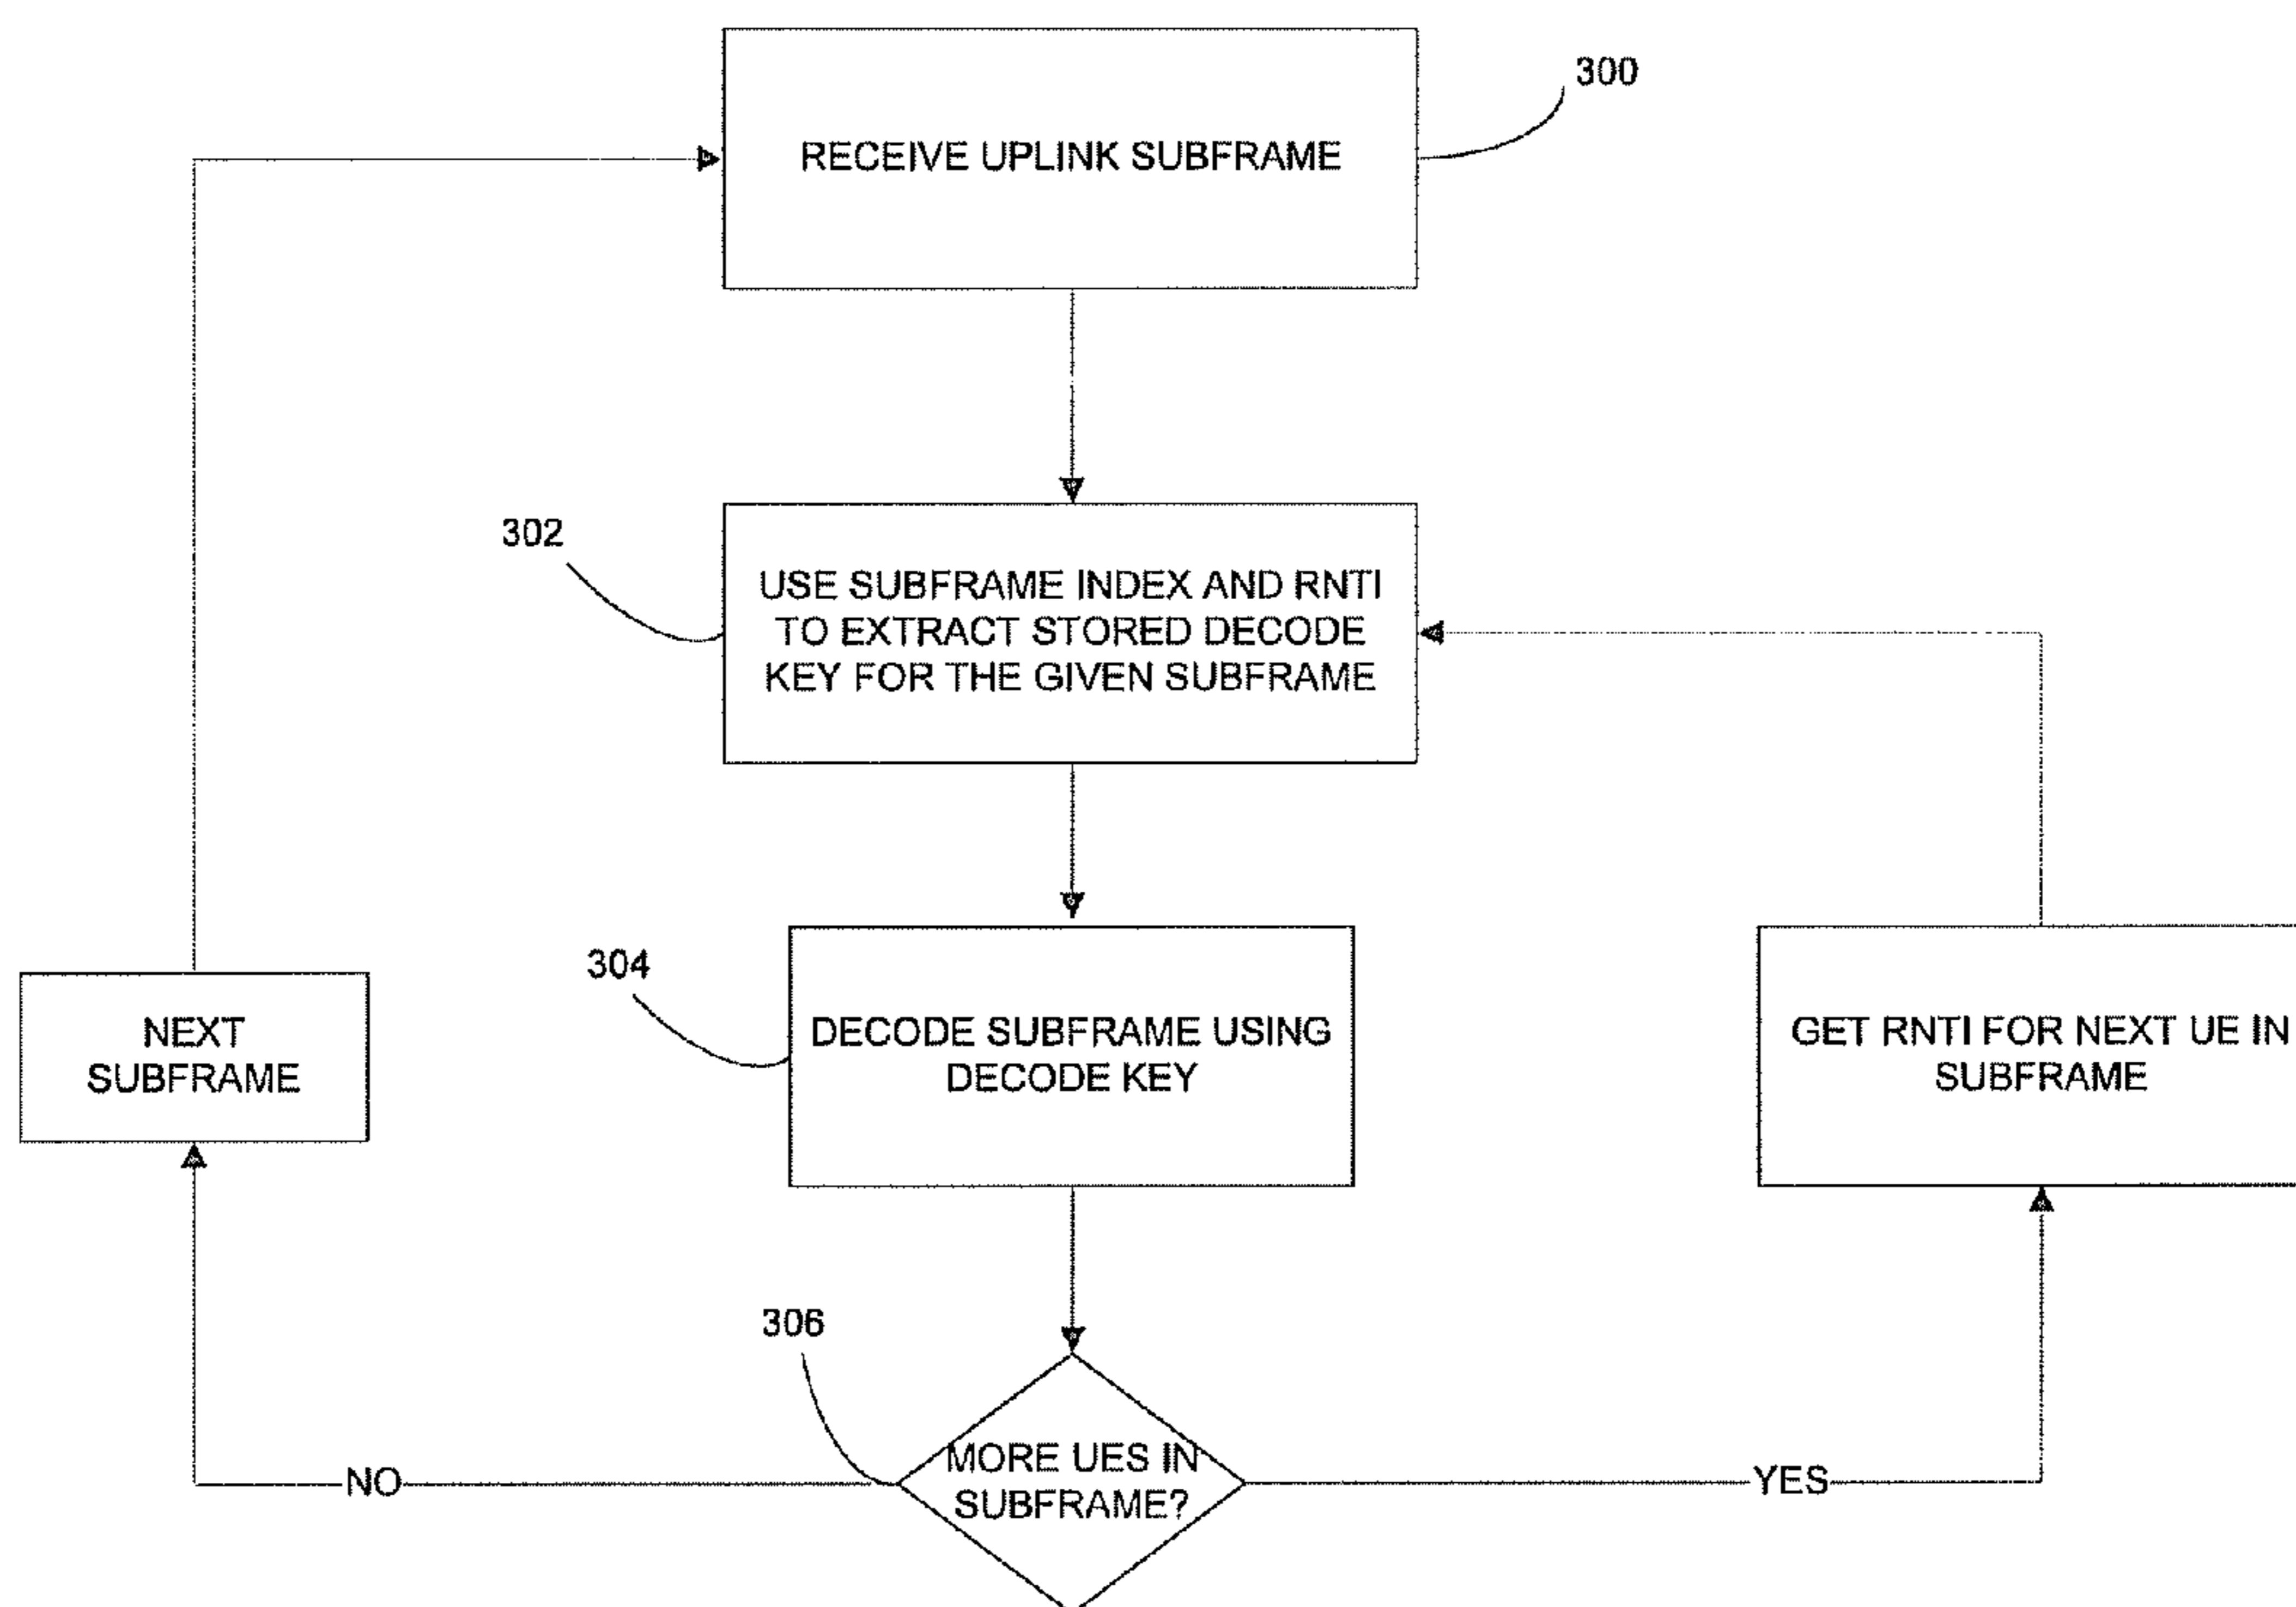 300
RECEIVE UPLINK SUBFRAME
302
USE SUBFRAME INDEX AND RNTI
TO EXTRACT STORED DECODE
KEY FOR THE GIVEN SUBFRAME
304
DECODE SUBFRAME USING
DECODE KEY
NEXT
SUBFRAME
GET RNTI FOR NEXT UE IN
SUBFRAME
306
MORE UES IN
SUBFRAME?
NO
YES